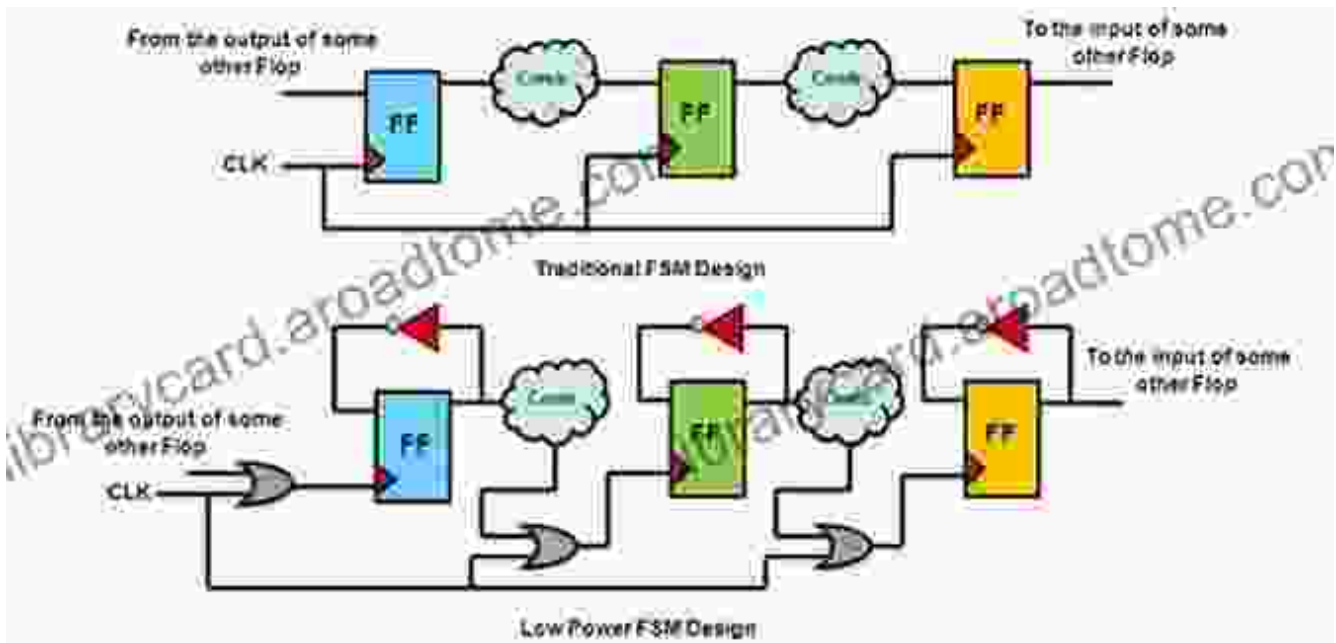 From the output of some
other Flop
To the input of some
other Flop
Comb
Comb
FF
FF
FF
CLK
Traditional FSM Design
librarycard.aroadtome.com
librarycard.aroadtome.com
To the input of some
other Flop
From the output of some
other Flop
Comb
FF
FF
FF
CLK
Low Power FSM Design